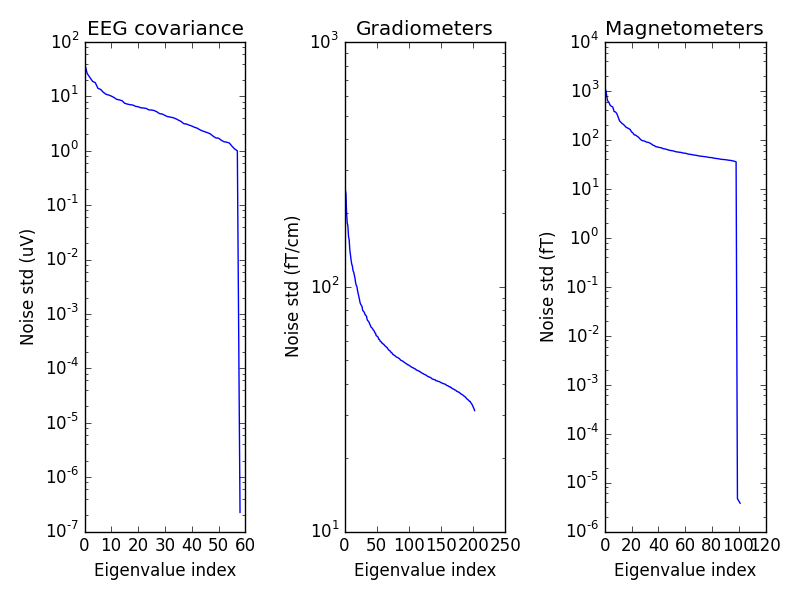 EEG covariance
10^2
10^1
10^0
10^-1
10^-2
10^-3
10^-4
10^-5
10^-6
10^-7
Noise std (uV)
0 10 20 30 40 50 60
Eigenvalue index
Gradiometers
10^3
10^2
10^1
Noise std (fT/cm)
0 50 100 150 200 250
Eigenvalue index
Magnetometers
10^4
10^3
10^2
10^1
10^0
10^-1
10^-2
10^-3
10^-4
10^-5
10^-6
Noise std (fT)
0 20 40 60 80 100 120
Eigenvalue index